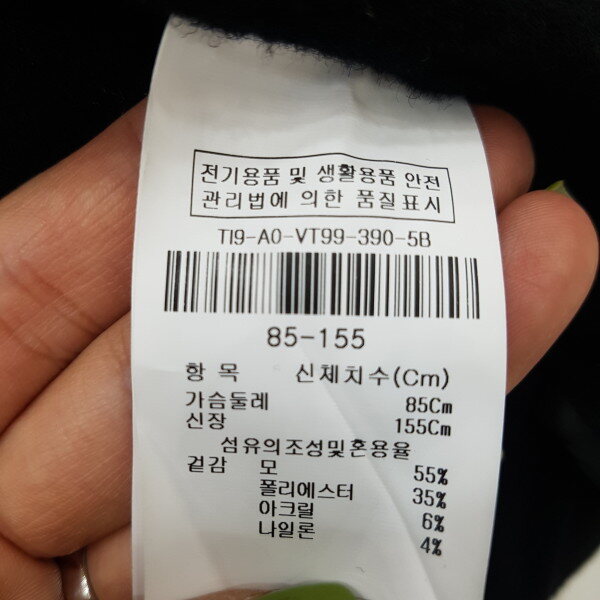 전기용품 및 생활용품 안전
관리법에 의한 품질표시
TI9-A0-VT99-390-5B
85-155
항 목 신체치수(Cm)
가슴둘레 85Cm
신장 155Cm
섬유의조성및혼용율
겉감 모 55%
폴리에스터 35%
아크릴 6%
나일론 4%